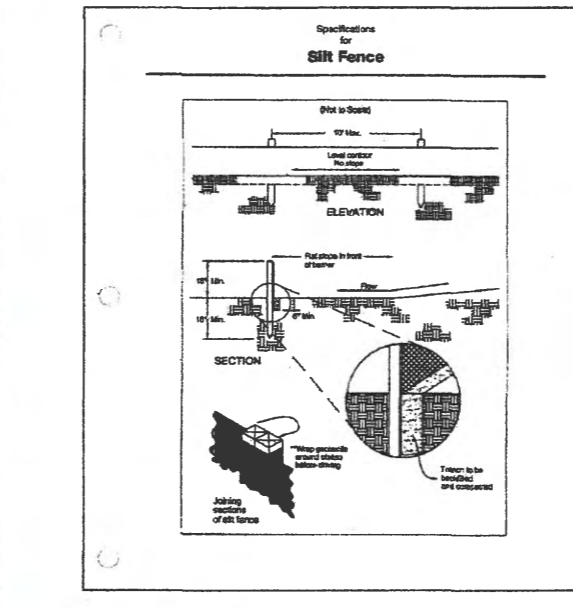 Specifications
for
Silt Fence
(Not to Scale)
10' Max.
Level contour
No slope
ELEVATION
Flat slope in front
of barrier
Flow
16" Min.
16" Min.
6" Min
SECTION
**Wrap geotextile
around stakes
before driving
Trench to be
backfilled
and compacted
Joining
sections
of silt fence